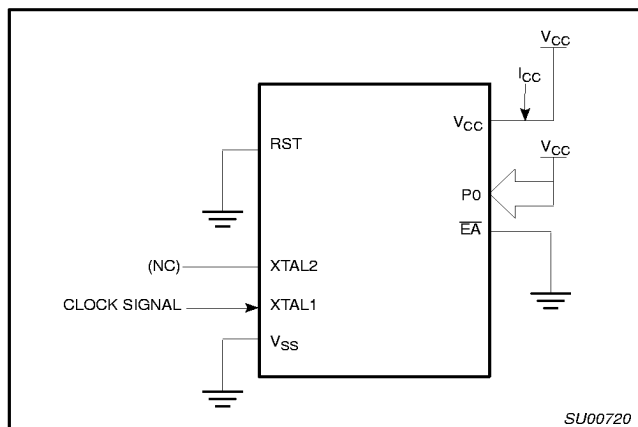 VCC
ICC
VCC
RST
VCC
P0
EA
(NC)
XTAL2
CLOCK SIGNAL
XTAL1
VSS
SU00720